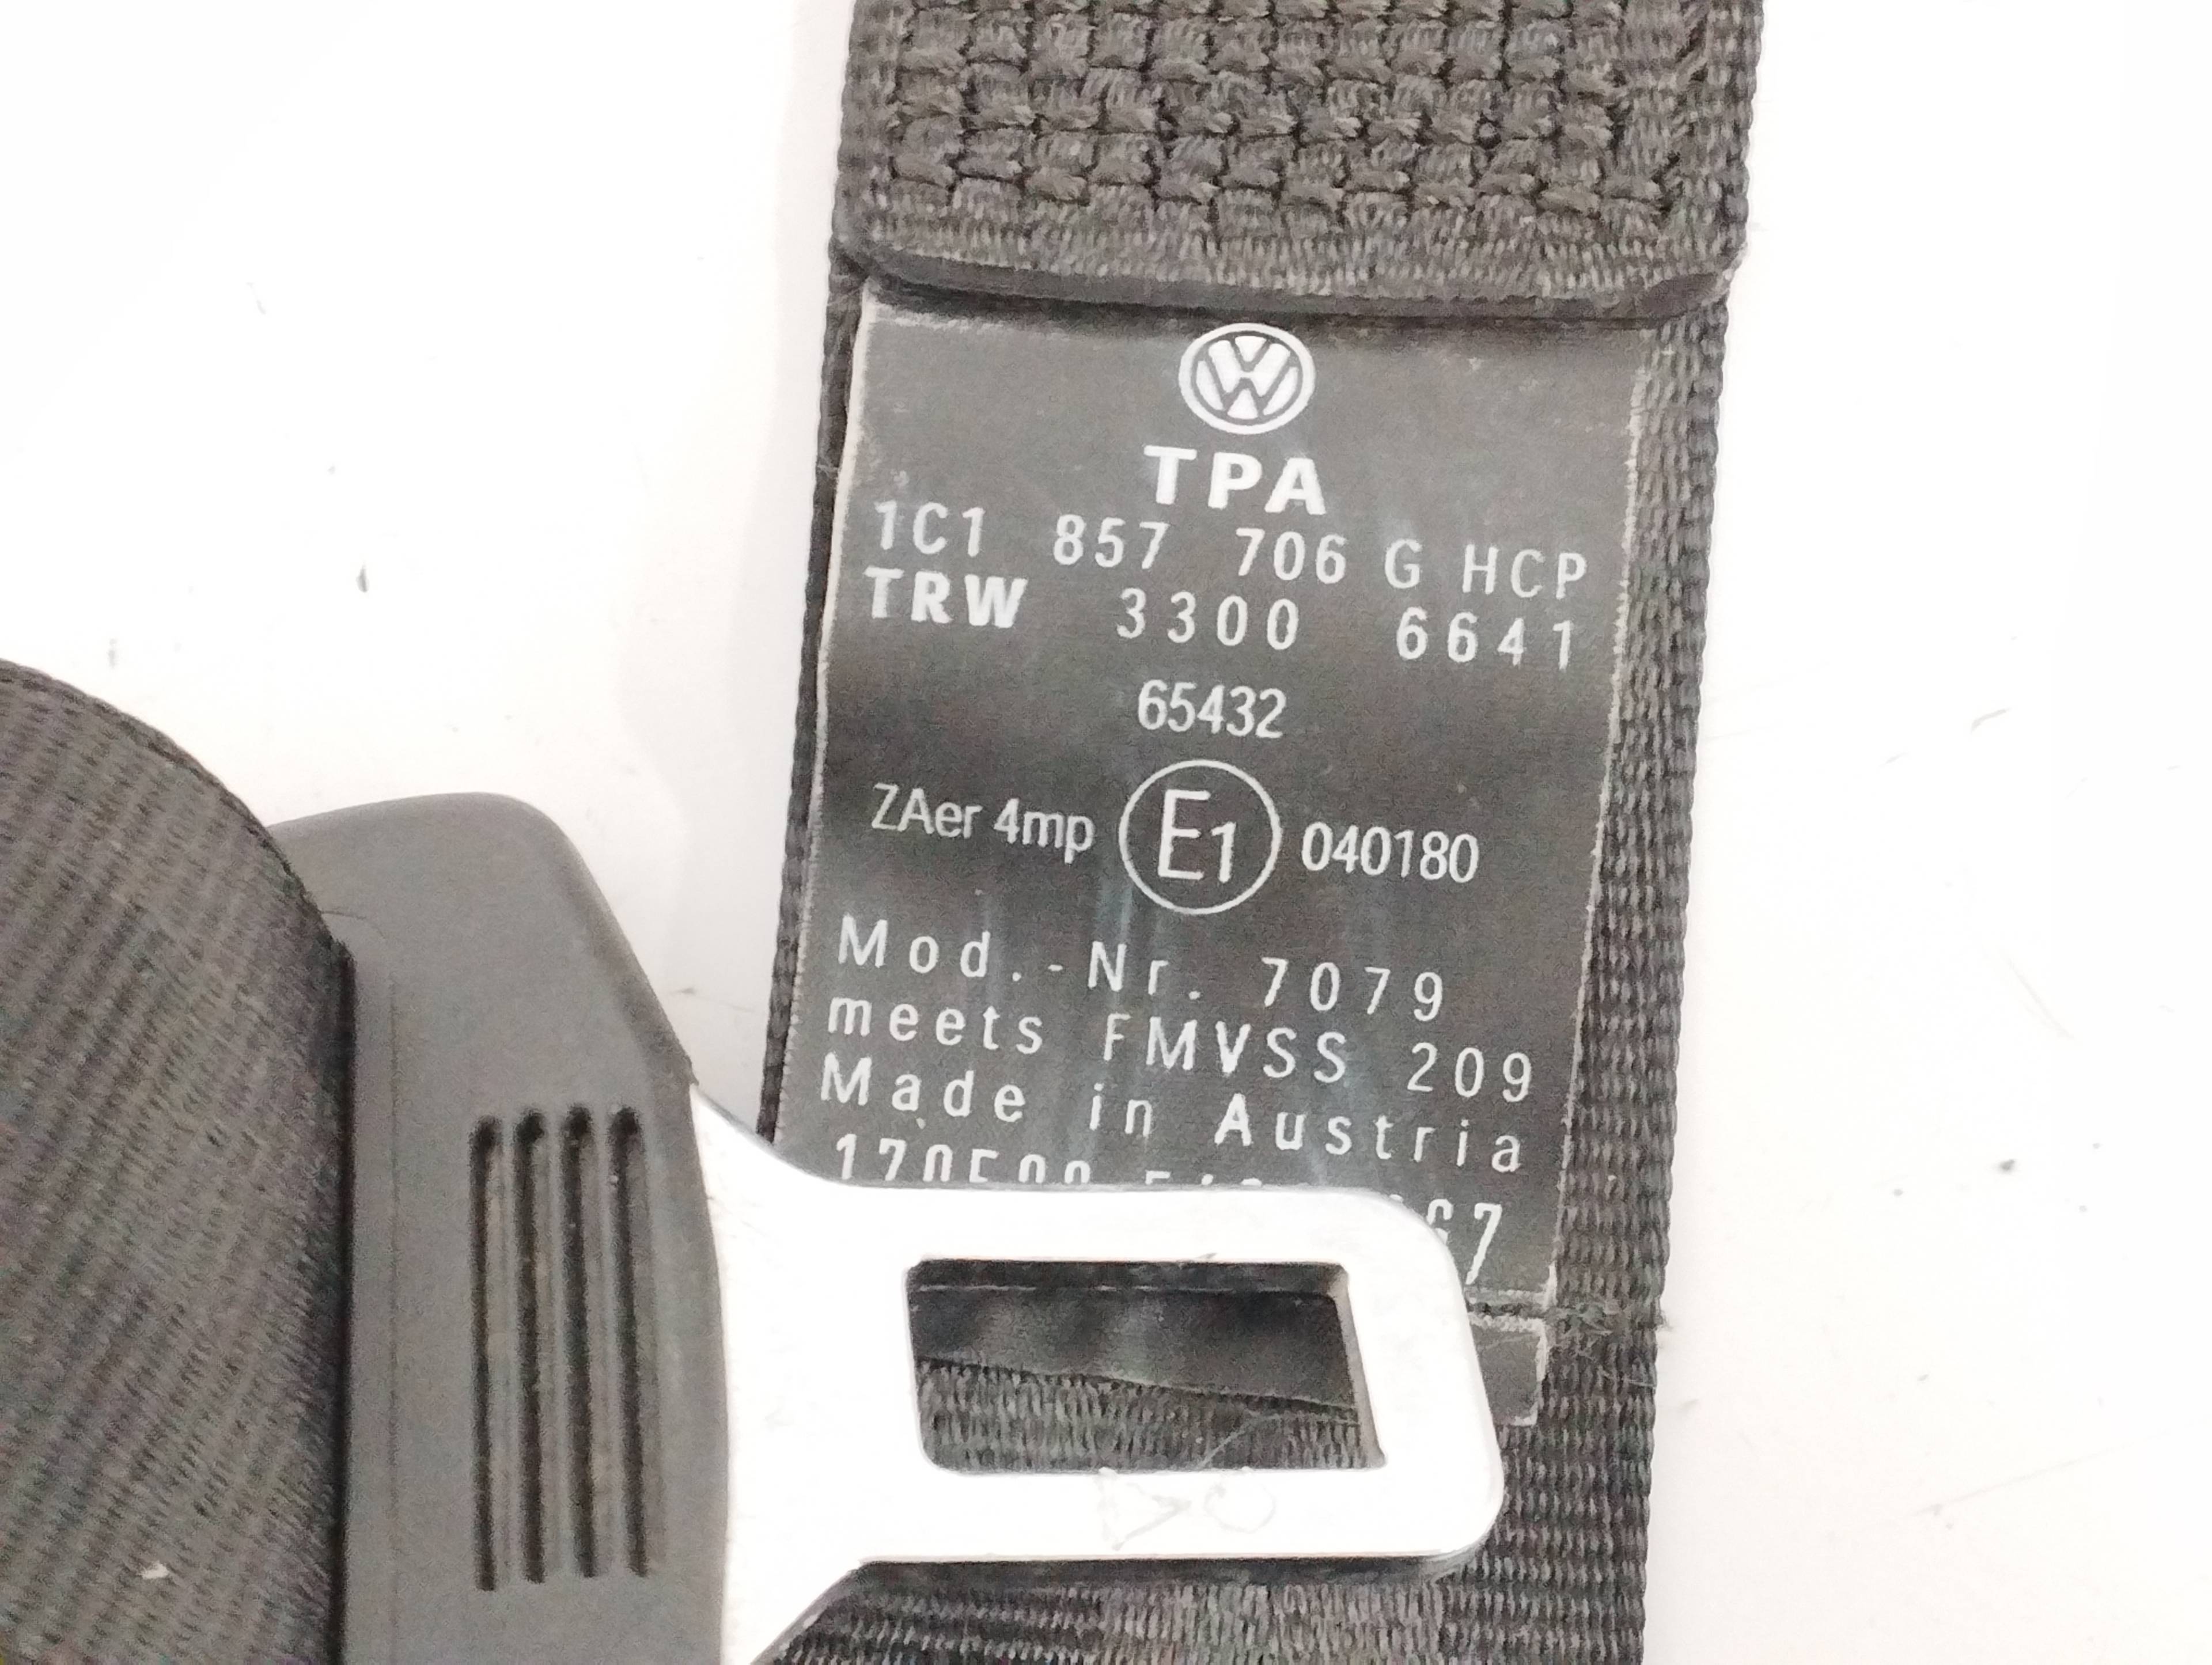 TPA
1C1 857 706 G HCP
TRW 3300 6641
65432
ZAer 4mp E1 040180
Mod.-Nr. 7079
meets FMVSS 209
Made in Austria